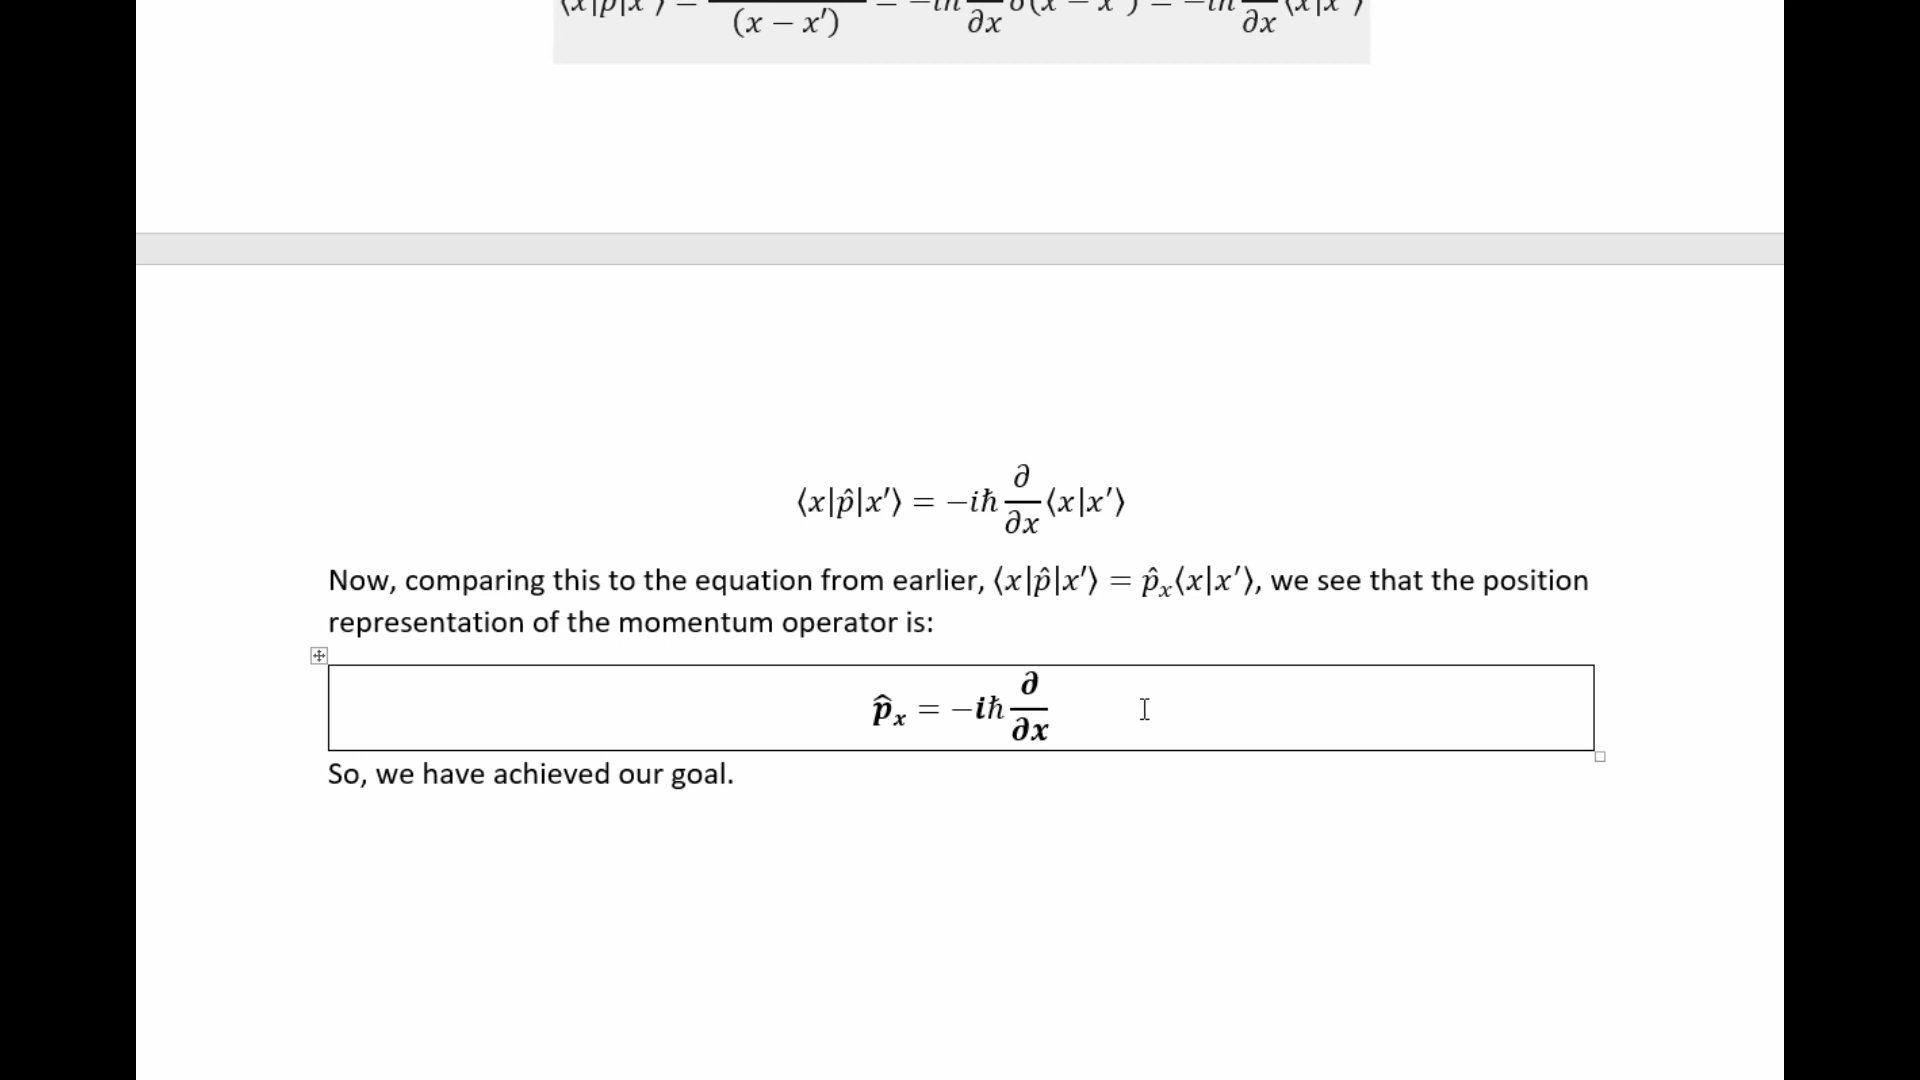 (x − x′) ∂x ∂x
⟨x|p̂|x′⟩ = −iħ ∂/∂x ⟨x|x′⟩
Now, comparing this to the equation from earlier, ⟨x|p̂|x′⟩ = p̂ₓ⟨x|x′⟩, we see that the position
representation of the momentum operator is:
p̂ₓ = −iħ ∂/∂x
So, we have achieved our goal.